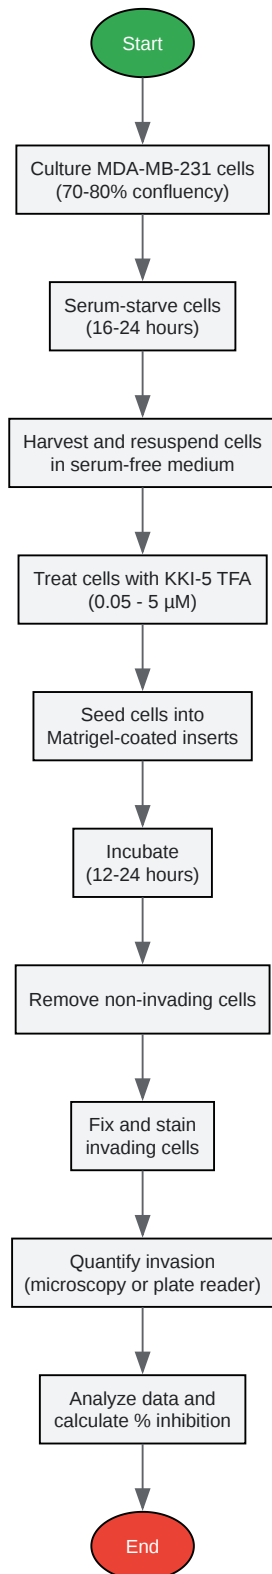 Start
Culture MDA-MB-231 cells
(70-80% confluency)
Serum-starve cells
(16-24 hours)
Harvest and resuspend cells
in serum-free medium
Treat cells with KKI-5 TFA
(0.05 - 5 µM)
Seed cells into
Matrigel-coated inserts
Incubate
(12-24 hours)
Remove non-invading cells
Fix and stain
invading cells
Quantify invasion
(microscopy or plate reader)
Analyze data and
calculate % inhibition
End